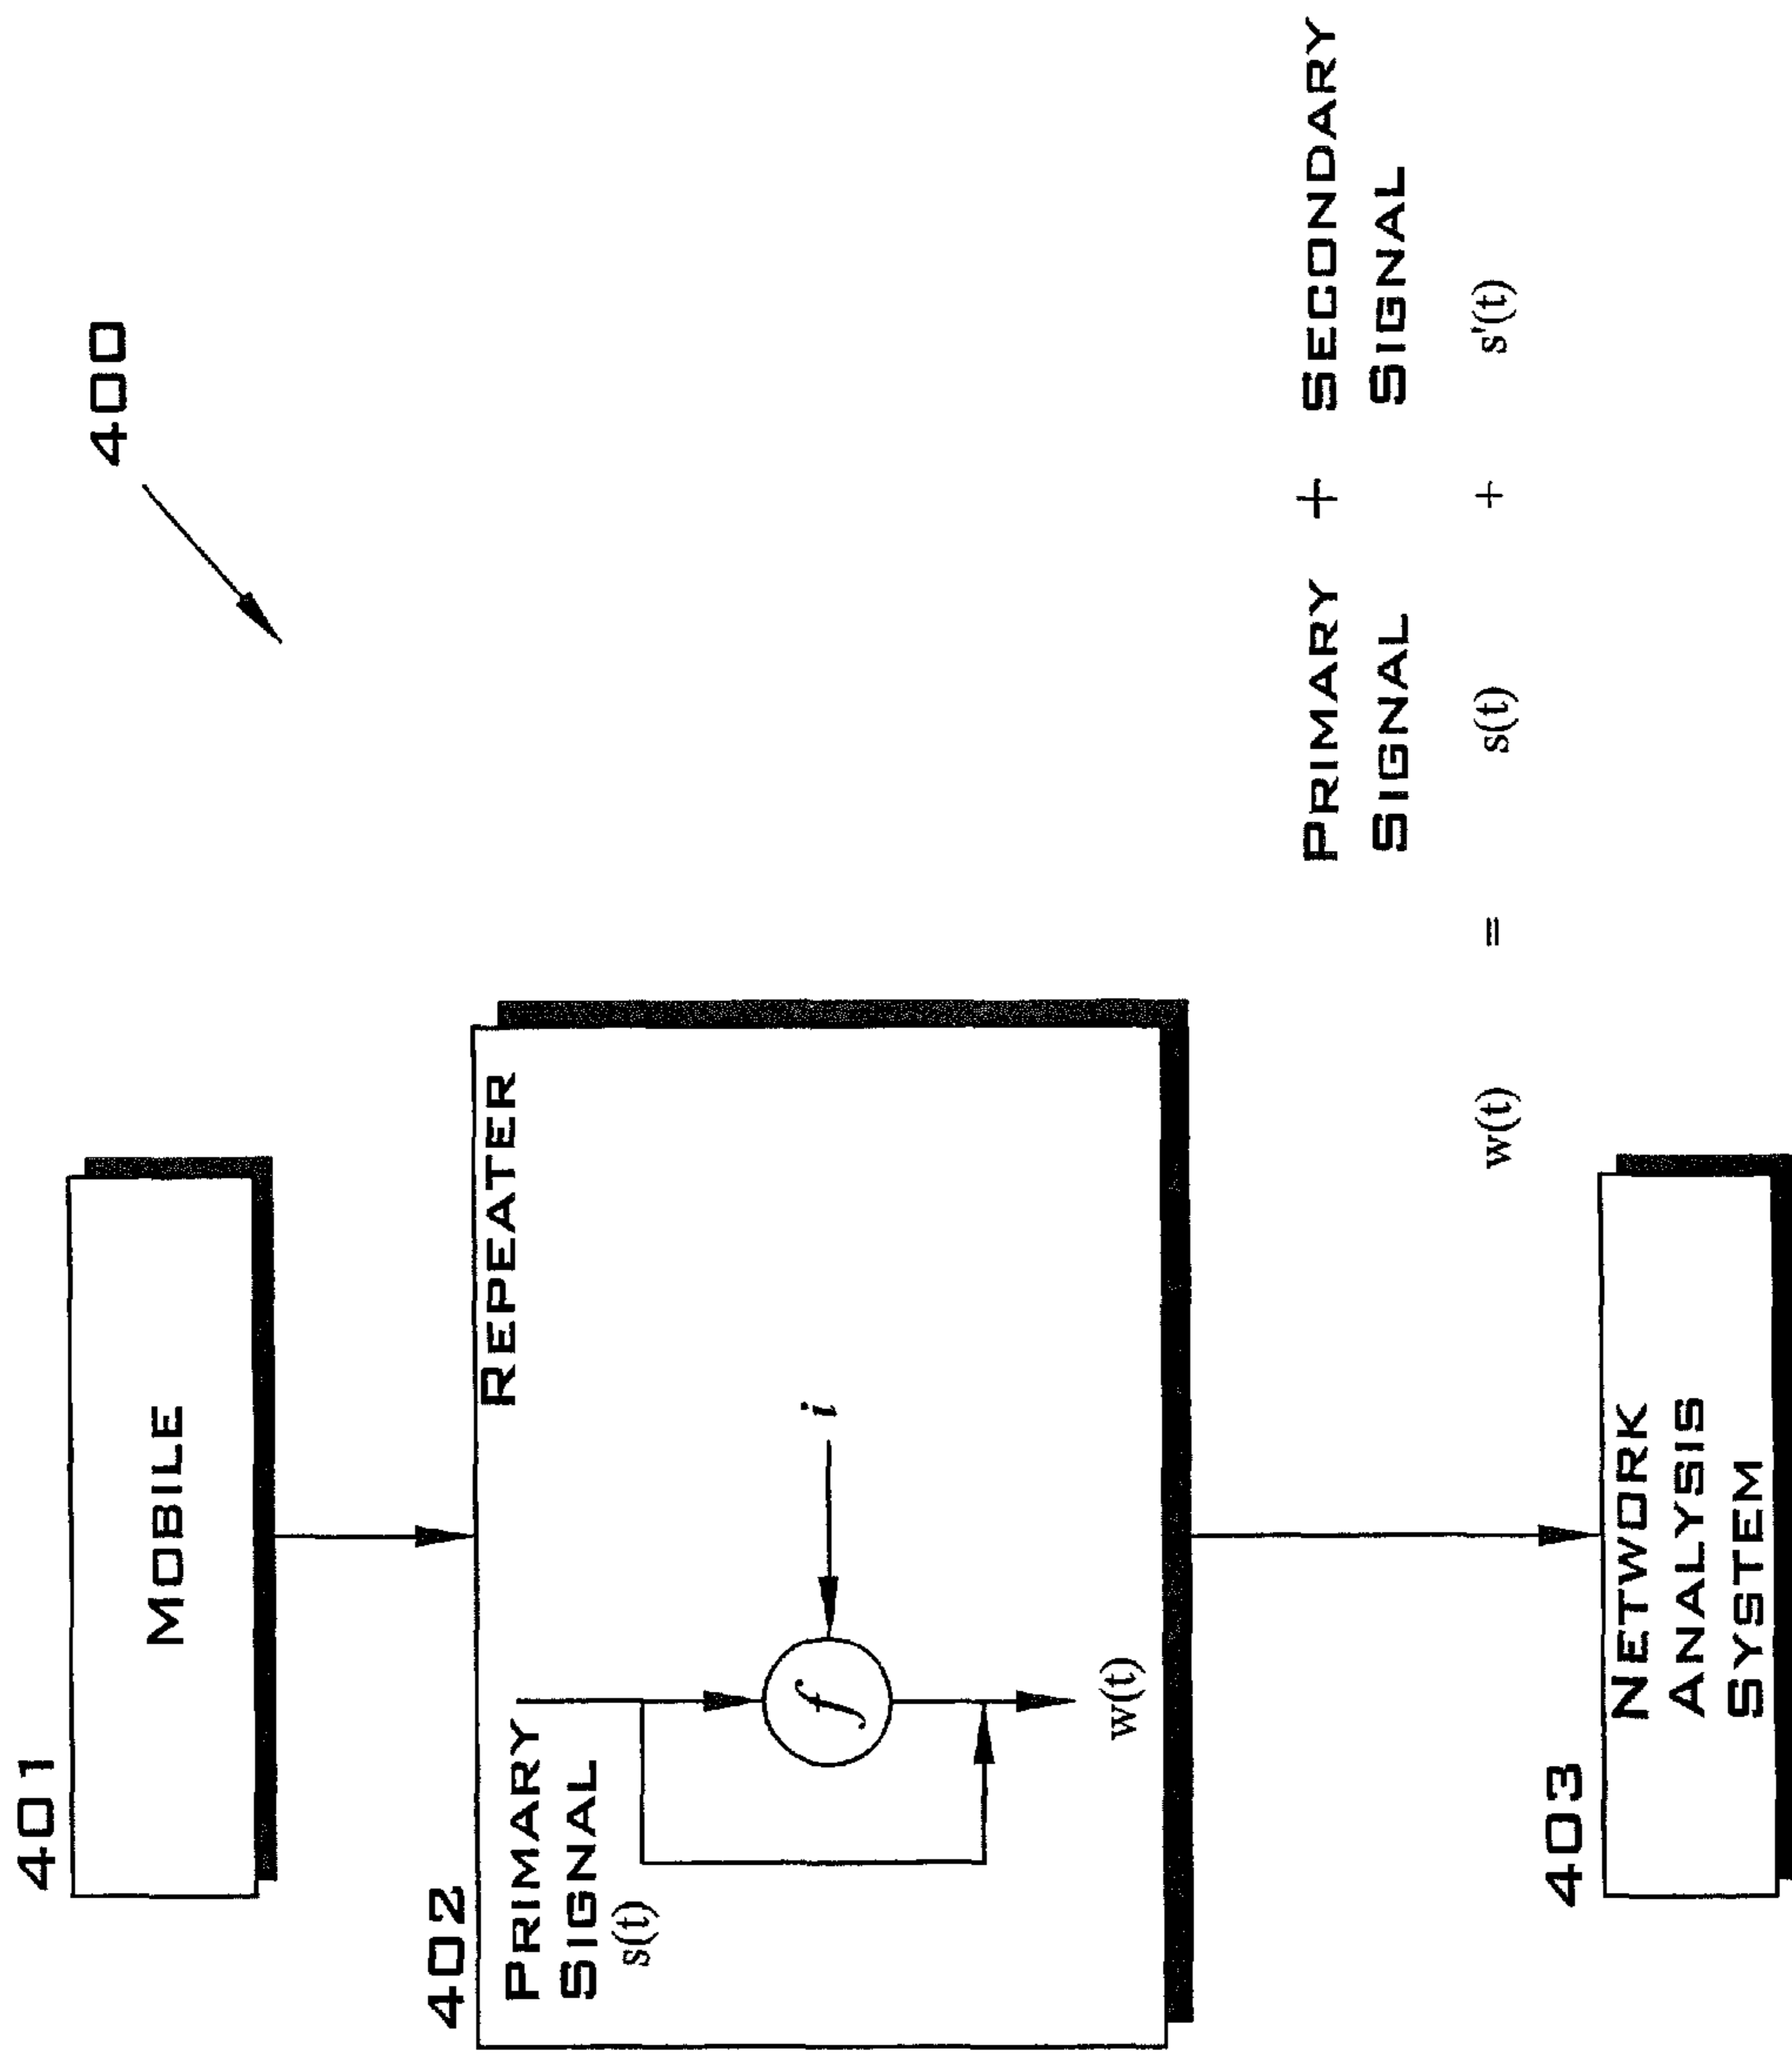 400
401
MOBILE
402
REPEATER
PRIMARY
SIGNAL
s(t)
f
i
w(t)
PRIMARY + SECONDARY
SIGNAL SIGNAL
w(t) = s(t) + s'(t)
403
NETWORK
ANALYSIS
SYSTEM